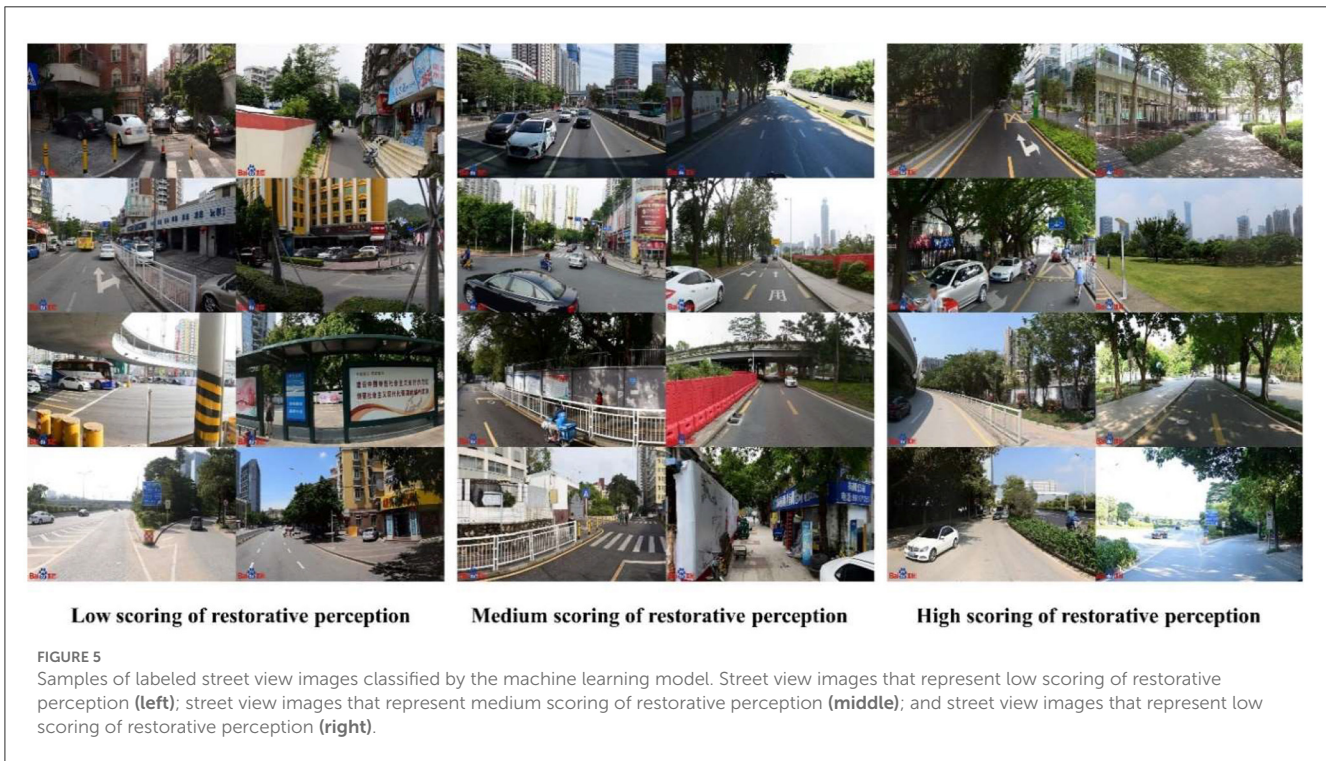 Low scoring of restorative perception
Medium scoring of restorative perception
High scoring of restorative perception
FIGURE 5
Samples of labeled street view images classified by the machine learning model. Street view images that represent low scoring of restorative
perception (left); street view images that represent medium scoring of restorative perception (middle); and street view images that represent low
scoring of restorative perception (right).